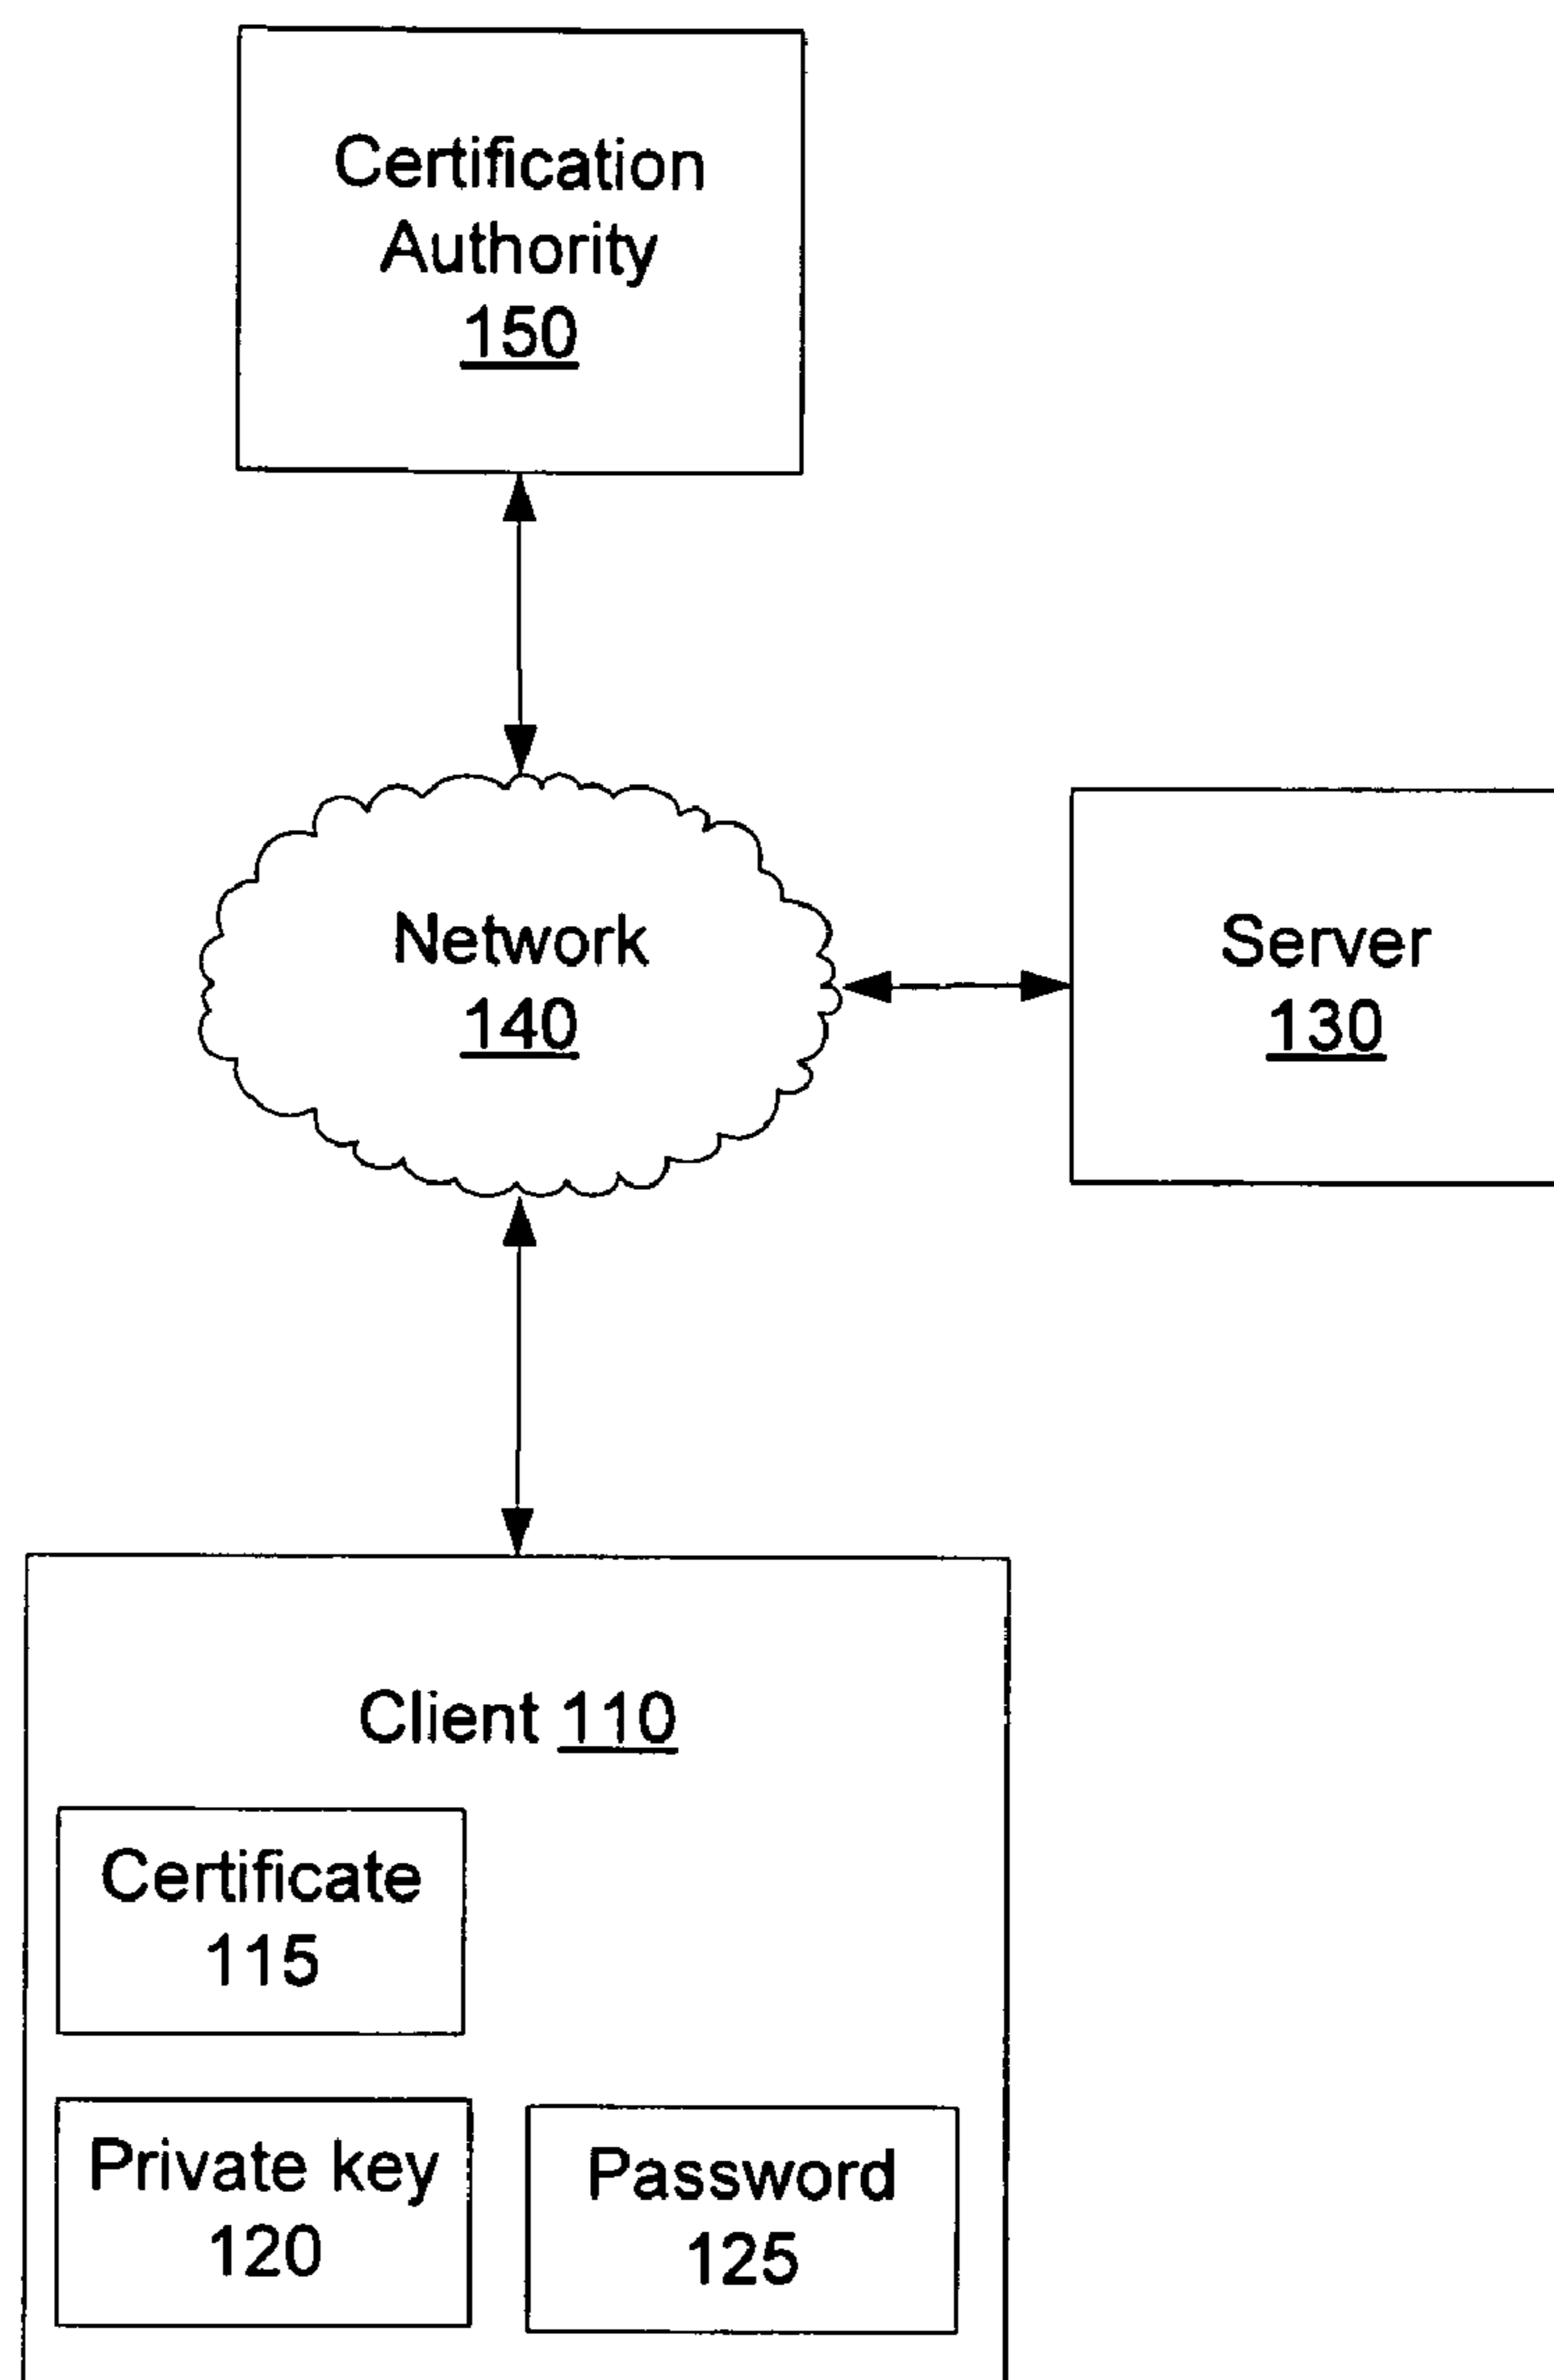 Certification
Authority
150
Network
140
Server
130
Client 110
Certificate
115
Private key
120
Password
125